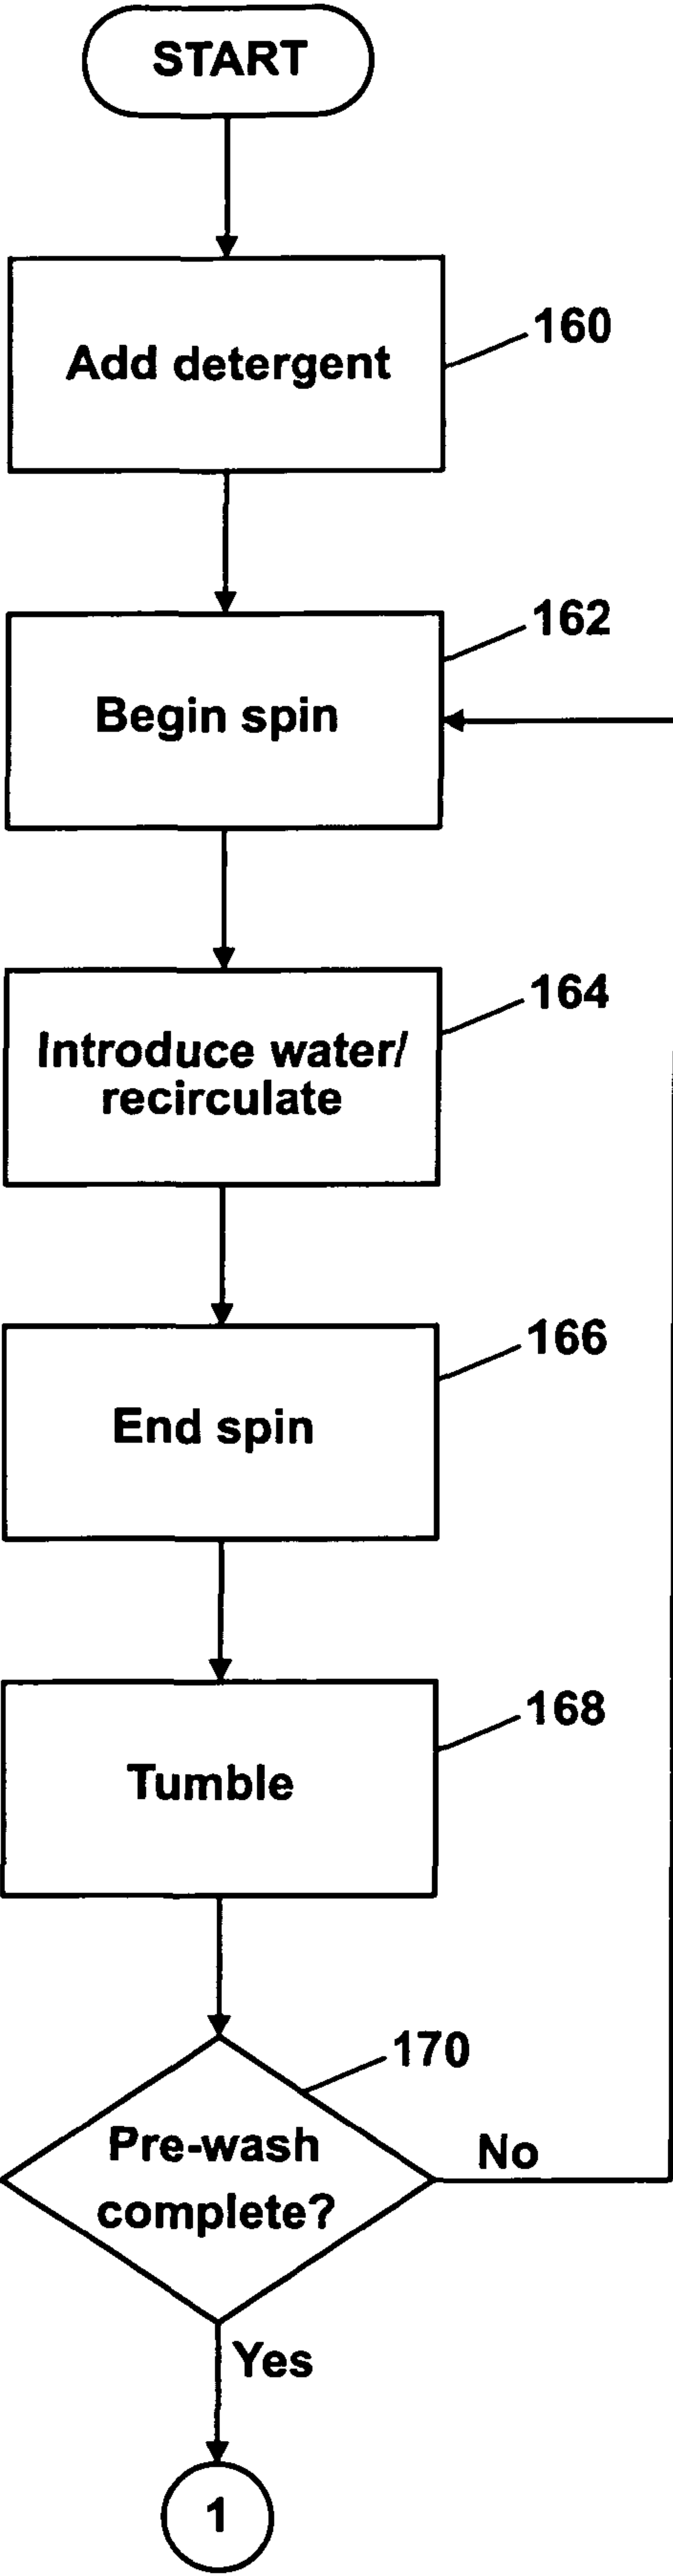 START
Add detergent
160
Begin spin
162
Introduce water/
recirculate
164
End spin
166
Tumble
168
Pre-wash
complete?
170
No
Yes
1